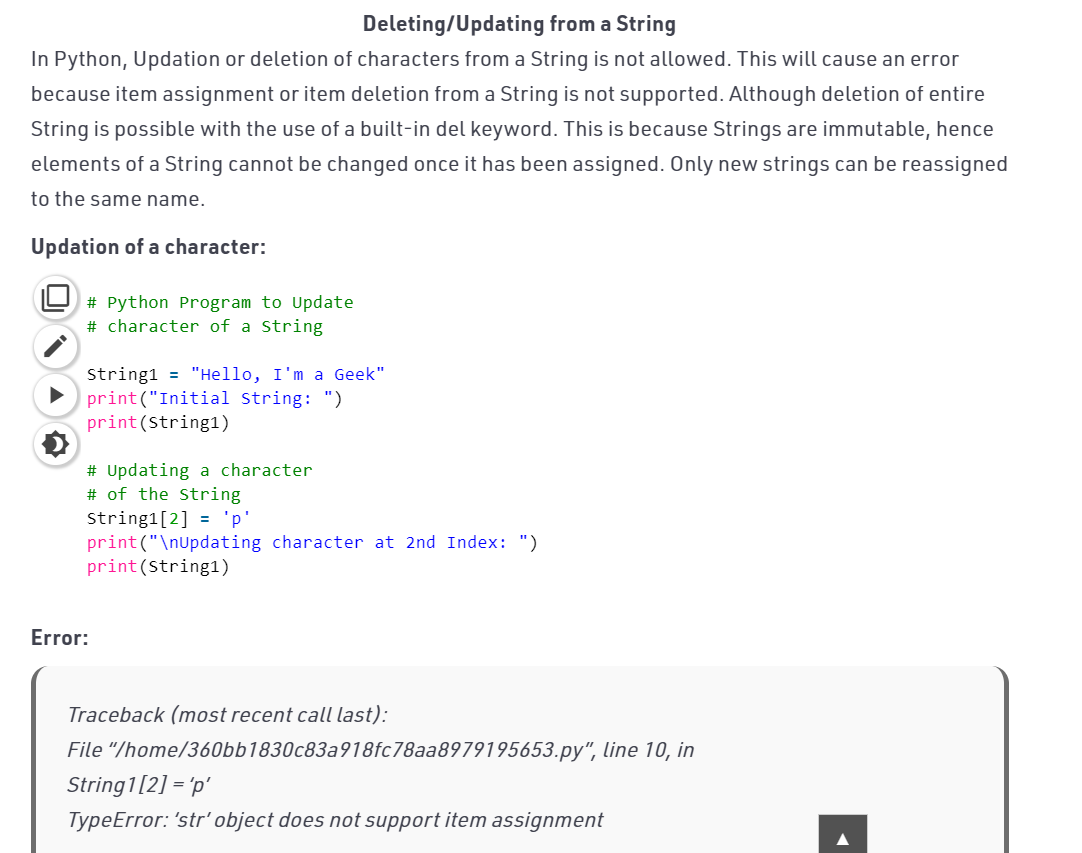 Deleting/Updating from a String
In Python, Updation or deletion of characters from a String is not allowed. This will cause an error
because item assignment or item deletion from a String is not supported. Although deletion of entire
String is possible with the use of a built-in del keyword. This is because Strings are immutable, hence
elements of a String cannot be changed once it has been assigned. Only new strings can be reassigned
to the same name.
Updation of a character:
# Python Program to Update
# character of a String
String1 = "Hello, I'm a Geek"
print("Initial String: ")
print(String1)
# Updating a character
# of the String
String1[2] = 'p'
print("\nUpdating character at 2nd Index: ")
print(String1)
Error:
Traceback (most recent call last):
File “/home/360bb1830c83a918fc78aa8979195653.py”, line 10, in
String1[2] = ‘p’
TypeError: ‘str’ object does not support item assignment